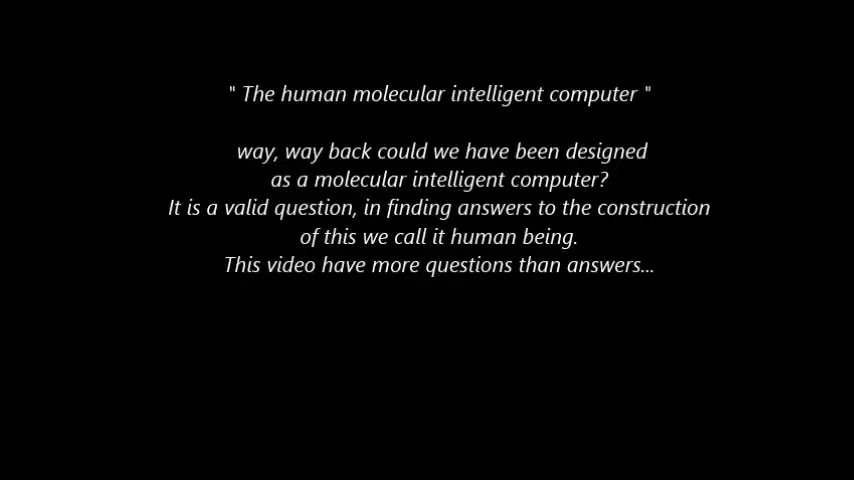 " The human molecular intelligent computer "
way, way back could we have been designed
as a molecular intelligent computer?
It is a valid question, in finding answers to the construction
of this we call it human being.
This video have more questions than answers...